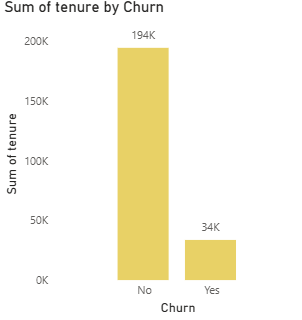 Sum of tenure by Churn
200K
194K
150K
Sum of tenure
100K
50K
34K
0K
No
Yes
Churn